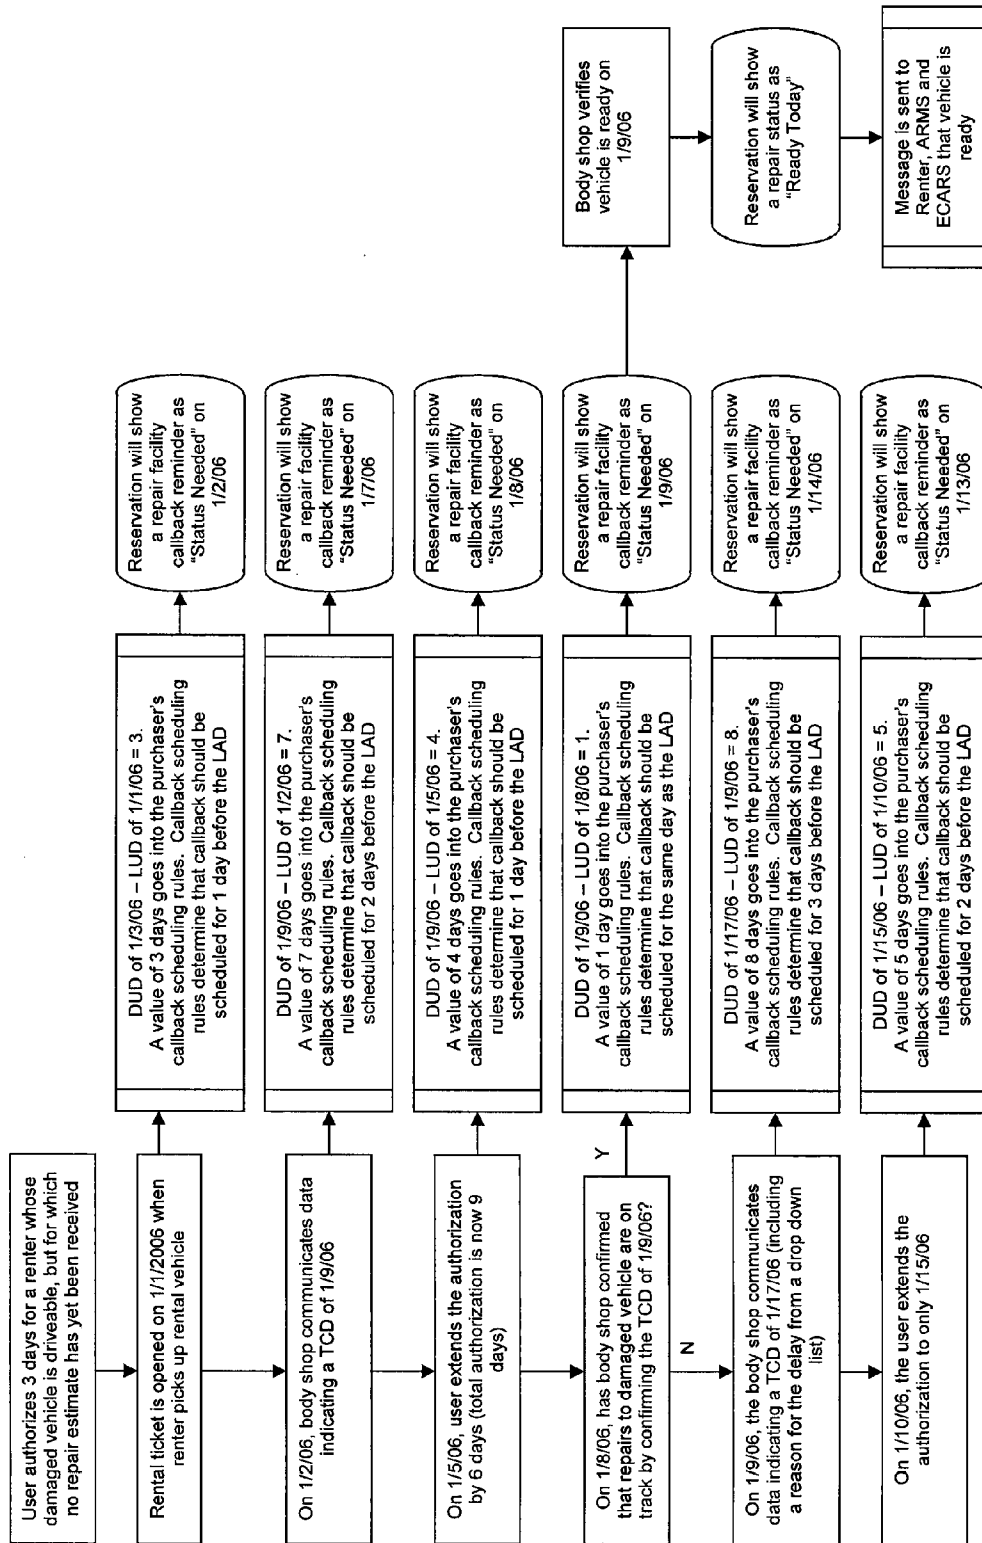 User authorizes 3 days for a renter whose
damaged vehicle is driveable, but for which
no repair estimate has yet been received
Rental ticket is opened on 1/1/2006 when
renter picks up rental vehicle
DUD of 1/3/06 – LUD of 1/1/06 = 3.
A value of 3 days goes into the purchaser's
callback scheduling rules. Callback scheduling
rules determine that callback should be
scheduled for 1 day before the LAD
Reservation will show
a repair facility
callback reminder as
"Status Needed" on
1/2/06
On 1/2/06, body shop communicates data
indicating a TCD of 1/9/06
DUD of 1/9/06 – LUD of 1/2/06 = 7.
A value of 7 days goes into the purchaser's
callback scheduling rules. Callback scheduling
rules determine that callback should be
scheduled for 2 days before the LAD
Reservation will show
a repair facility
callback reminder as
"Status Needed" on
1/7/06
On 1/5/06, user extends the authorization
by 6 days (total authorization is now 9
days)
DUD of 1/9/06 – LUD of 1/5/06 = 4.
A value of 4 days goes into the purchaser's
callback scheduling rules. Callback scheduling
rules determine that callback should be
scheduled for 1 day before the LAD
Reservation will show
a repair facility
callback reminder as
"Status Needed" on
1/8/06
On 1/8/06, has body shop confirmed
that repairs to damaged vehicle are on
track by confirming the TCD of 1/9/06?
Y
N
DUD of 1/9/06 – LUD of 1/8/06 = 1.
A value of 1 day goes into the purchaser's
callback scheduling rules. Callback scheduling
rules determine that callback should be
scheduled for the same day as the LAD
Reservation will show
a repair facility
callback reminder as
"Status Needed" on
1/9/06
Body shop verifies
vehicle is ready on
1/9/06
Reservation will show
a repair status as
"Ready Today"
Message is sent to
Renter, ARMS and
ECARS that vehicle is
ready
On 1/9/06, the body shop communicates
data indicating a TCD of 1/17/06 (including
a reason for the delay from a drop down
list)
DUD of 1/17/06 – LUD of 1/9/06 = 8.
A value of 8 days goes into the purchaser's
callback scheduling rules. Callback scheduling
rules determine that callback should be
scheduled for 3 days before the LAD
Reservation will show
a repair facility
callback reminder as
"Status Needed" on
1/14/06
On 1/10/06, the user extends the
authorization to only 1/15/06
DUD of 1/15/06 – LUD of 1/10/06 = 5.
A value of 5 days goes into the purchaser's
callback scheduling rules. Callback scheduling
rules determine that callback should be
scheduled for 2 days before the LAD
Reservation will show
a repair facility
callback reminder as
"Status Needed" on
1/13/06